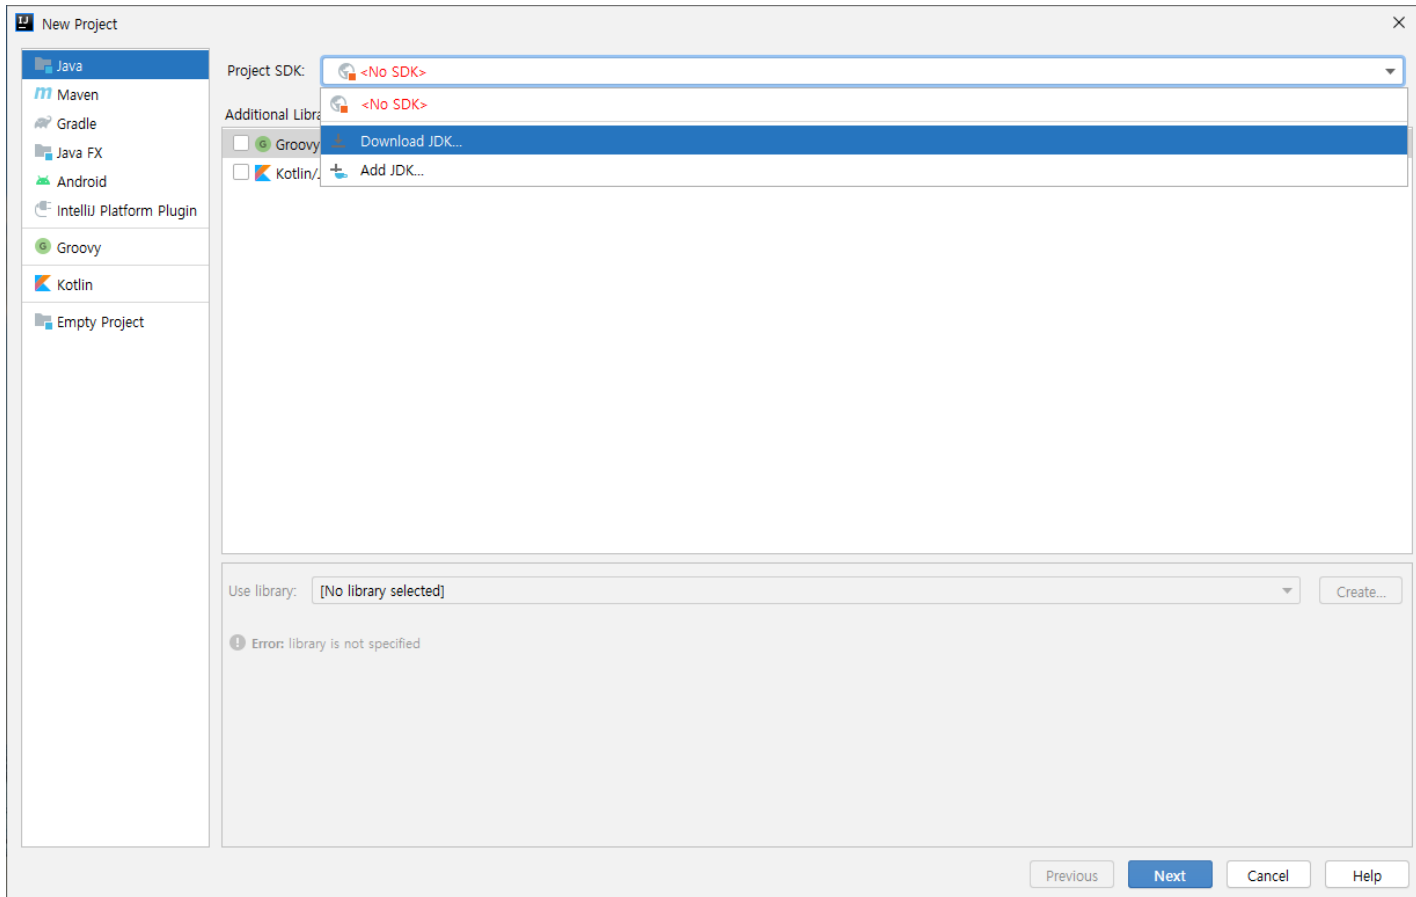 New Project
Java
Maven
Gradle
Java FX
Android
IntelliJ Platform Plugin
Groovy
Kotlin
Empty Project
Project SDK: <No SDK>
<No SDK>
Download JDK...
Add JDK...
Additional Libra
Groovy
Kotlin/J
Use library: [No library selected] Create...
Error: library is not specified
Previous Next Cancel Help